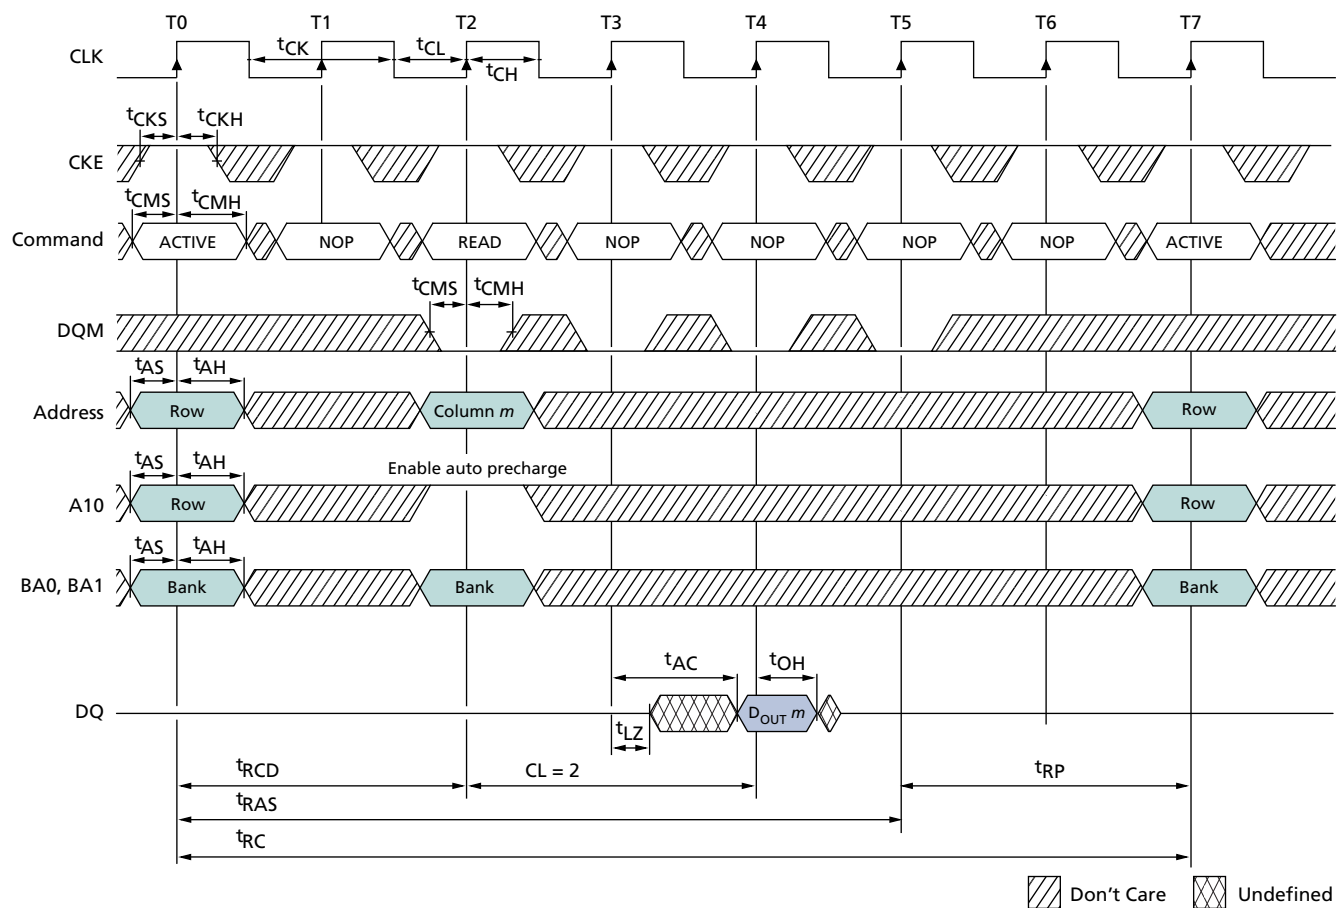 T0 T1 T2 T3 T4 T5 T6 T7
CLK
tCK tCL
tCH
tCKS tCKH
CKE
tCMS tCMH
Command ACTIVE NOP READ NOP NOP NOP NOP ACTIVE
tCMS tCMH
DQM
tAS tAH
Address Row Column m Row
tAS tAH Enable auto precharge
A10 Row Row
tAS tAH
BA0, BA1 Bank Bank Bank
tAC tOH
DQ DOUT m
tLZ
tRCD CL = 2 tRP
tRAS
tRC
Don't Care Undefined